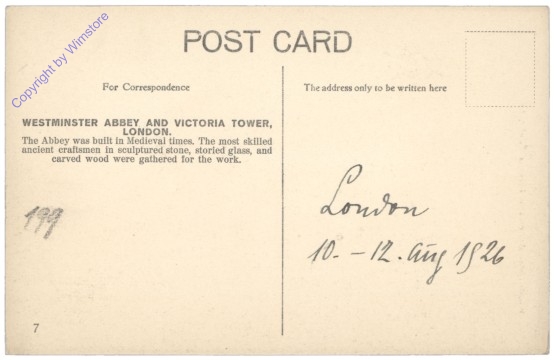 POST CARD
Copyright by Wimstore
For Correspondence
The address only to be written here
WESTMINSTER ABBEY AND VICTORIA TOWER,
LONDON.
The Abbey was built in Medieval times. The most skilled
ancient craftsmen in sculptured stone, storied glass, and
carved wood were gathered for the work.
199
London
10. - 12. Aug 1926
7